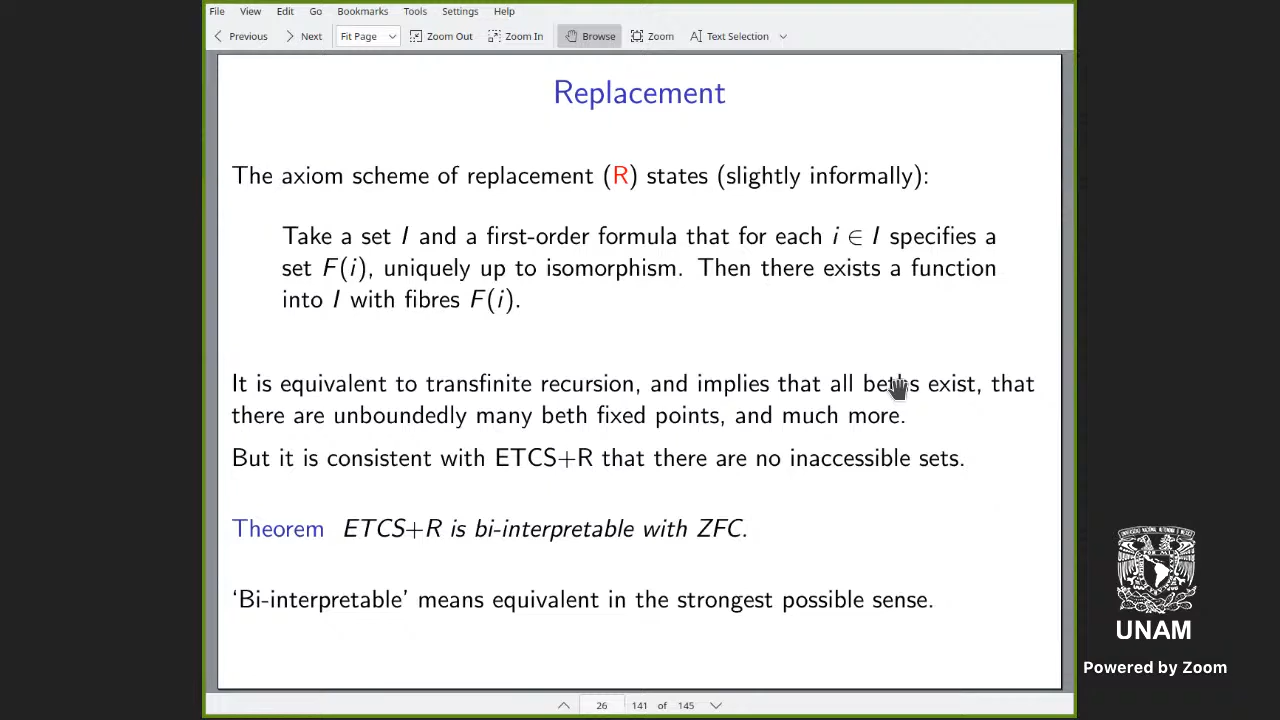 File View Edit Go Bookmarks Tools Settings Help
Previous Next Fit Page Zoom Out Zoom In Browse Zoom Text Selection
Replacement
The axiom scheme of replacement (R) states (slightly informally):
Take a set I and a first-order formula that for each i ∈ I specifies a
set F(i), uniquely up to isomorphism. Then there exists a function
into I with fibres F(i).
It is equivalent to transfinite recursion, and implies that all beths exist, that
there are unboundedly many beth fixed points, and much more.
But it is consistent with ETCS+R that there are no inaccessible sets.
Theorem ETCS+R is bi-interpretable with ZFC.
‘Bi-interpretable’ means equivalent in the strongest possible sense.
UNAM
Powered by Zoom
26 141 of 145